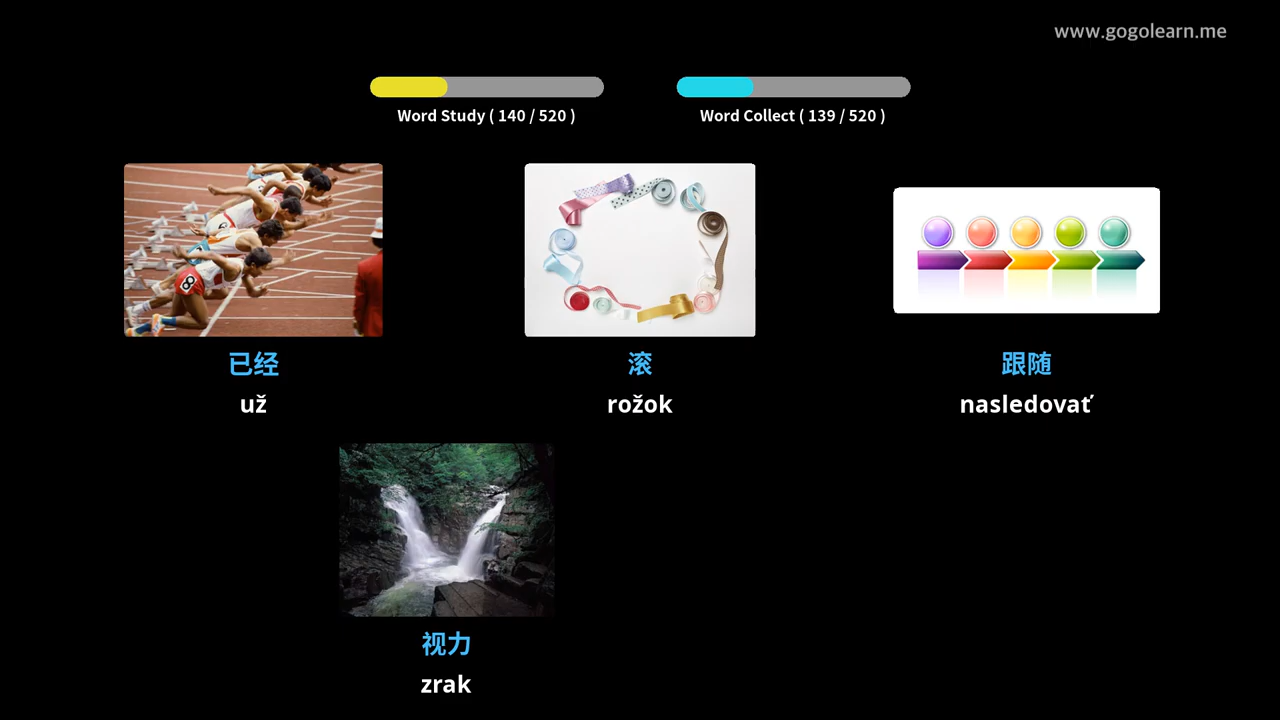 www.gogolearn.me
Word Study ( 140 / 520 )
Word Collect ( 139 / 520 )
已经
už
滚
rožok
跟随
nasledovať
视力
zrak